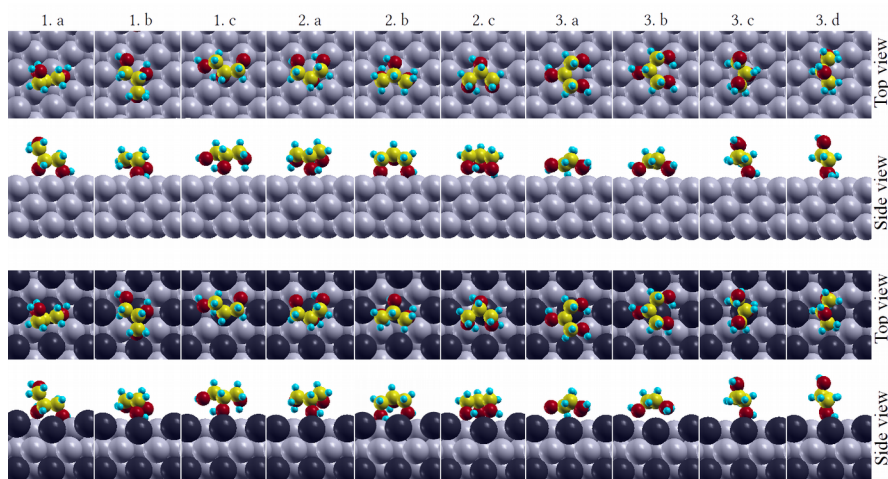 1. a 1. b 1. c 2. a 2. b 2. c 3. a 3. b 3. c 3. d
Top view
Side view
Top view
Side view